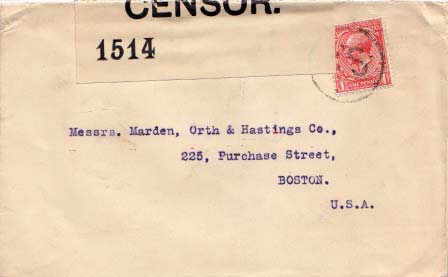 CENSOR.
1514
Messrs. Marden, Orth & Hastings Co.,
225, Purchase Street,
BOSTON.
U.S.A.